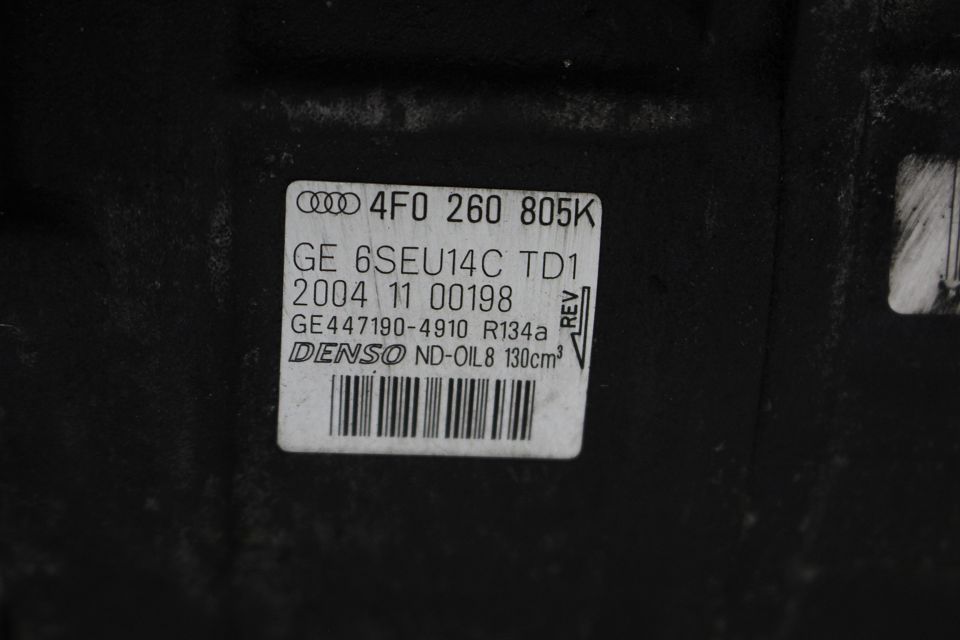 4F0 260 805K
GE 6SEU14C TD1
2004 11 00198
REV
GE447190-4910 R134a
DENSO ND-OIL8 130cm³